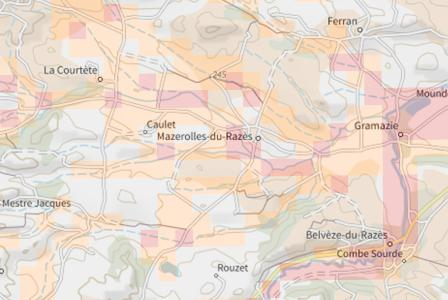 Ferran
La Courtète
245
Mound
Caulet
Gramazie
Mazerolles-du-Razès
Mestre Jacques
Belvèze-du-Razès
Combe Sourde
Rouzet